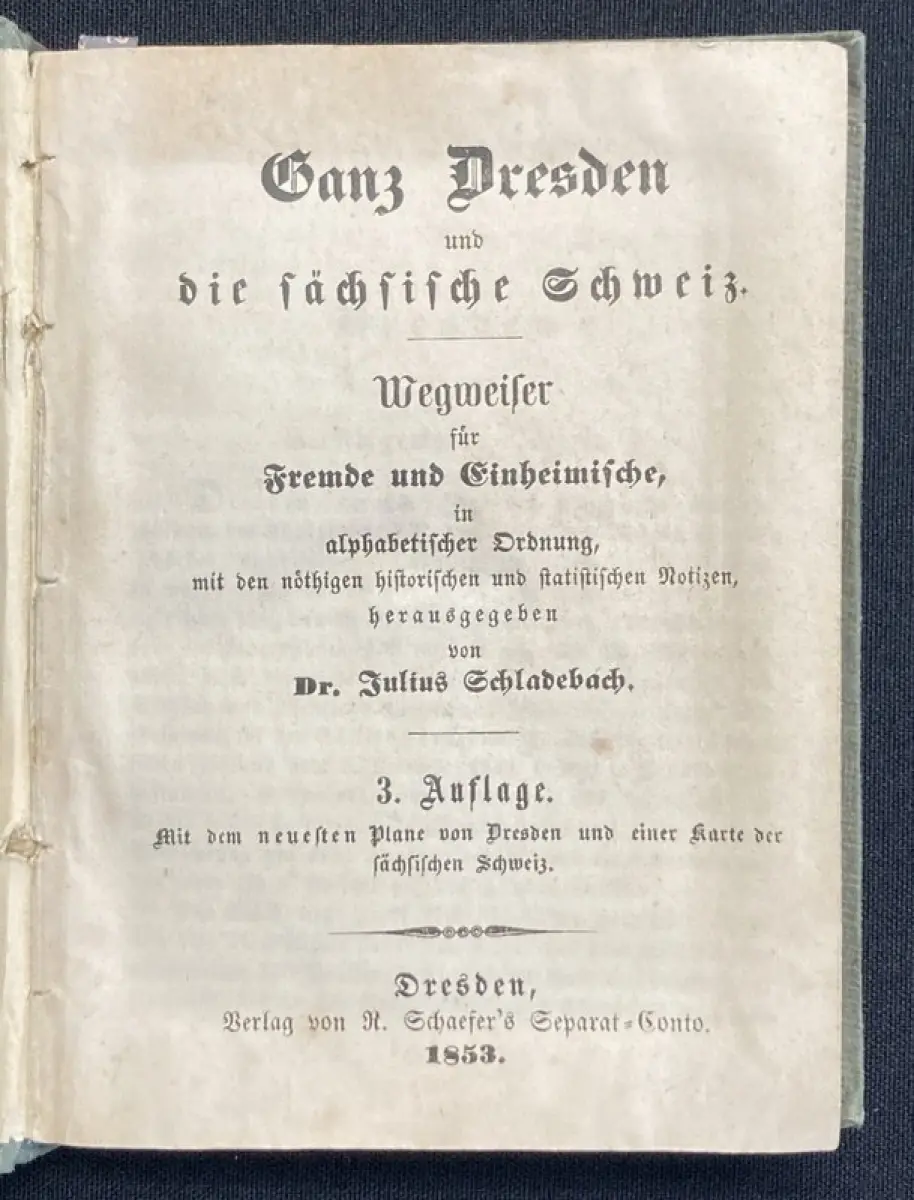 Ganz Dresden
und
die sächsische Schweiz.
Wegweiser
für
Fremde und Einheimische,
in
alphabetischer Ordnung,
mit den nöthigen historischen und statistischen Notizen,
herausgegeben
von
Dr. Julius Schladebach.
3. Auflage.
Mit dem neuesten Plane von Dresden und einer Karte der
sächsischen Schweiz.
Dresden,
Verlag von R. Schaefer's Separat-Conto.
1853.